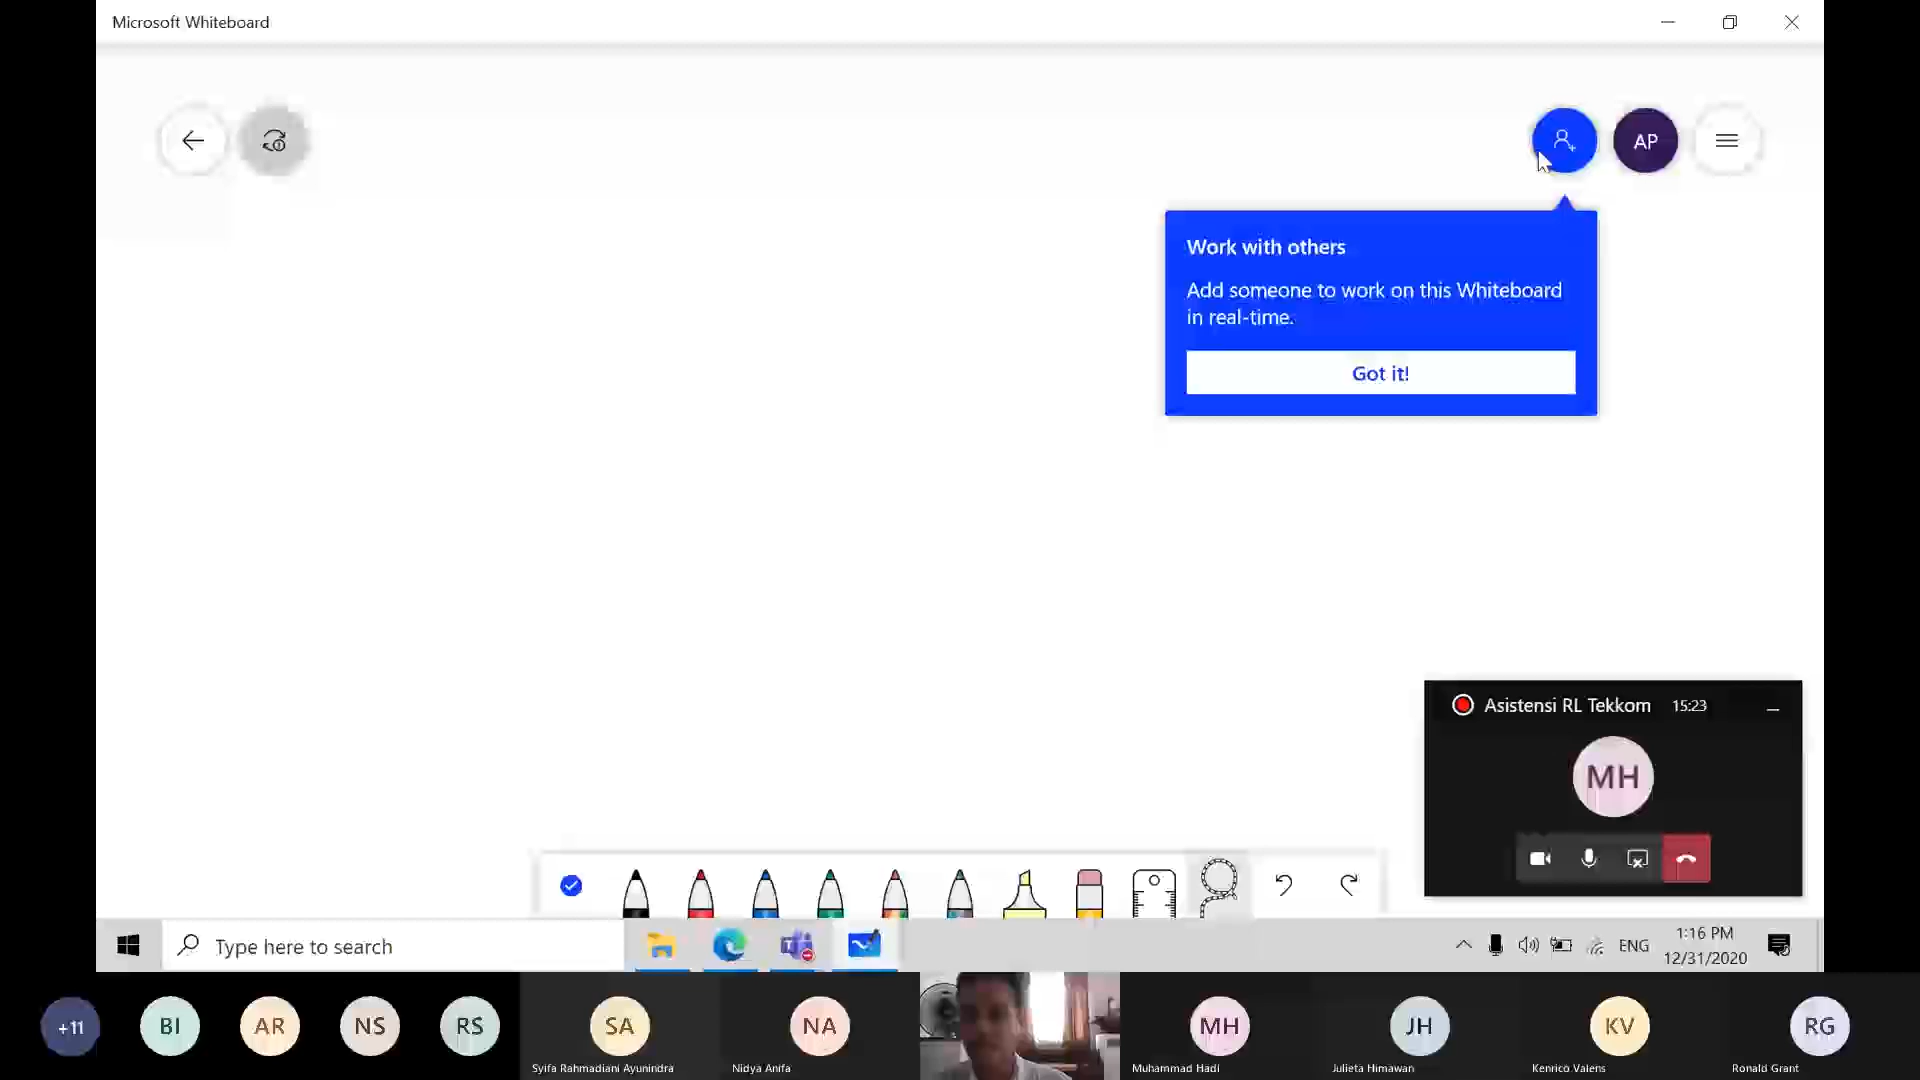 Microsoft Whiteboard
AP
Work with others
Add someone to work on this Whiteboard
in real-time.
Got it!
Asistensi RL Tekkom 15:23
MH
Type here to search
ENG
1:16 PM
12/31/2020
+11
BI
AR
NS
RS
SA
Syifa Rahmadiani Ayunindra
NA
Nidya Anifa
MH
Muhammad Hadi
JH
Julieta Himawan
KV
Kenrico Valens
RG
Ronald Grant